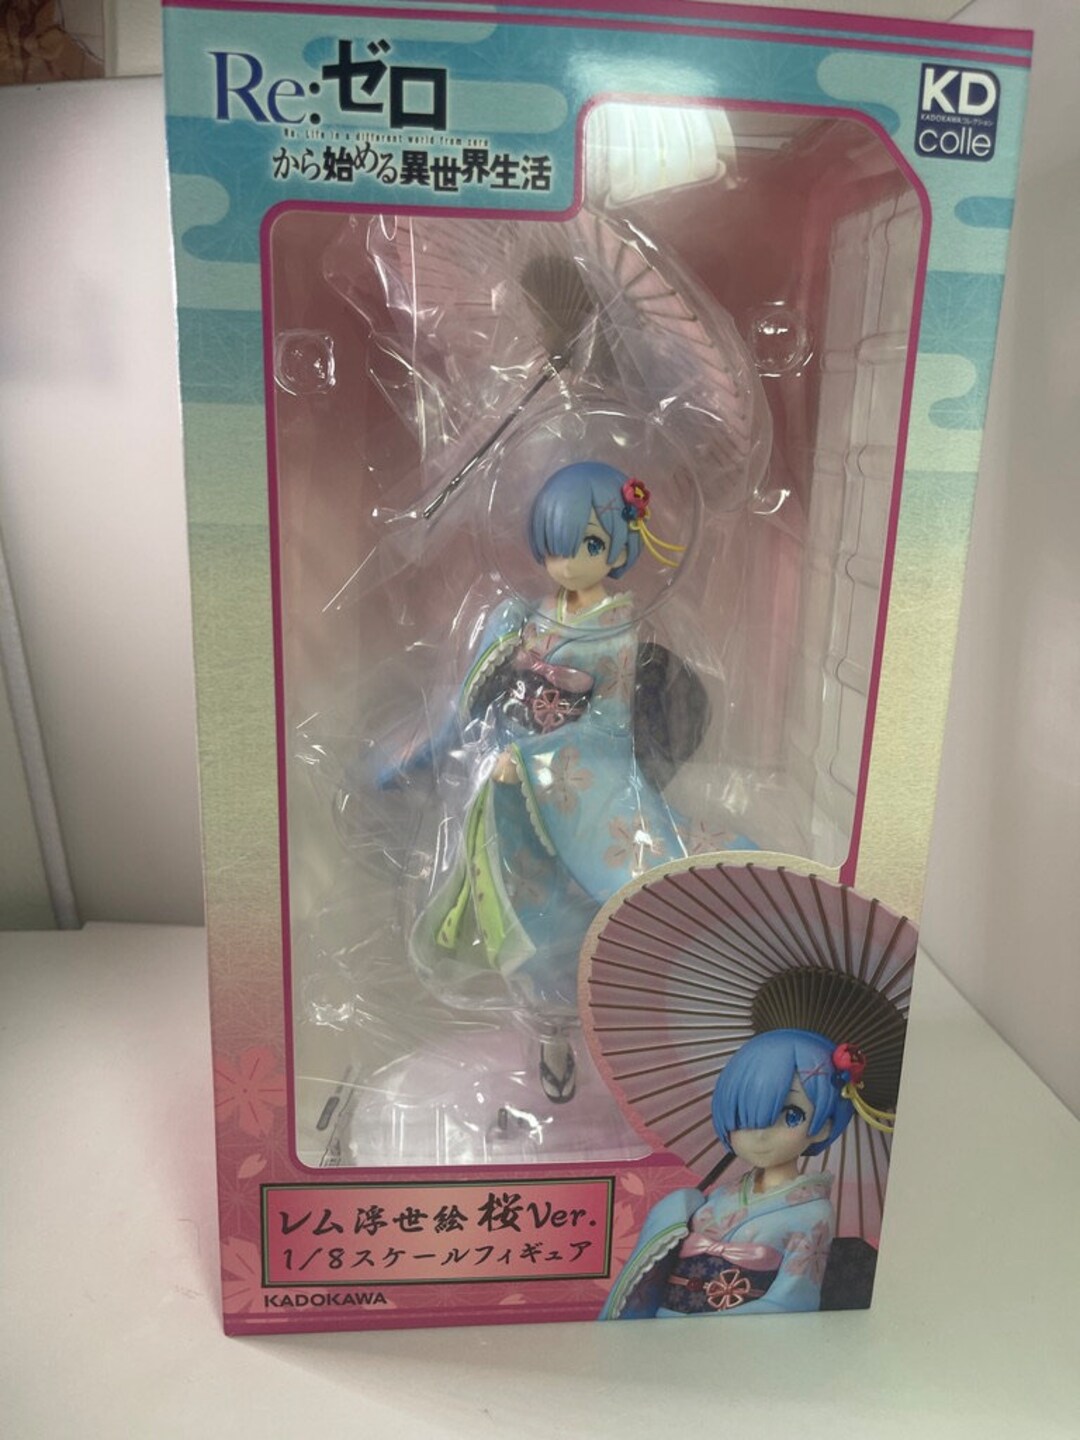 Re:ゼロ
Re: Life in a different world from zero
から始める異世界生活
KD
KADOKAWAコレクション
colle
レム 浮世絵 桜Ver.
1/8スケールフィギュア
KADOKAWA